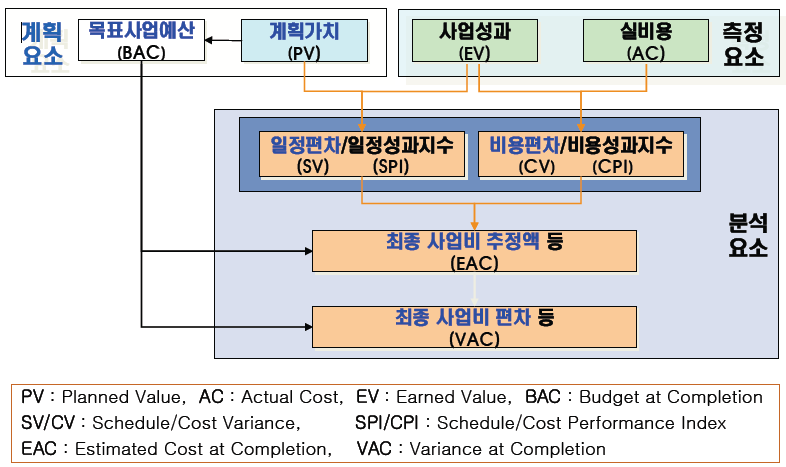 계획
요소
목표사업예산
(BAC)
계획가치
(PV)
사업성과
(EV)
실비용
(AC)
측정
요소
일정편차/일정성과지수
(SV) (SPI)
비용편차/비용성과지수
(CV) (CPI)
분석
요소
최종 사업비 추정액 등
(EAC)
최종 사업비 편차 등
(VAC)
PV : Planned Value, AC : Actual Cost, EV : Earned Value, BAC : Budget at Completion
SV/CV : Schedule/Cost Variance, SPI/CPI : Schedule/Cost Performance Index
EAC : Estimated Cost at Completion, VAC : Variance at Completion